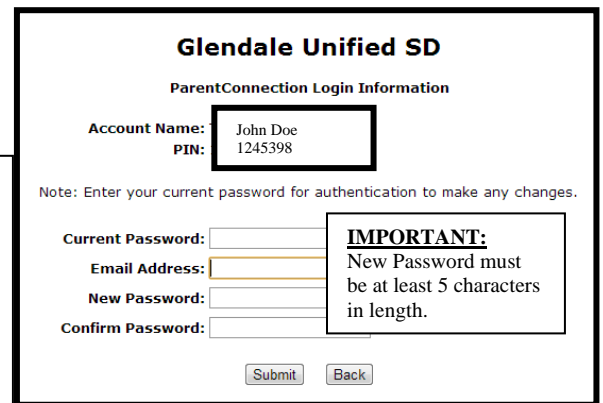 Glendale Unified SD
ParentConnection Login Information
Account Name: John Doe
PIN: 1245398
Note: Enter your current password for authentication to make any changes.
Current Password:
Email Address:
New Password:
Confirm Password:
IMPORTANT:
New Password must
be at least 5 characters
in length.
Submit Back